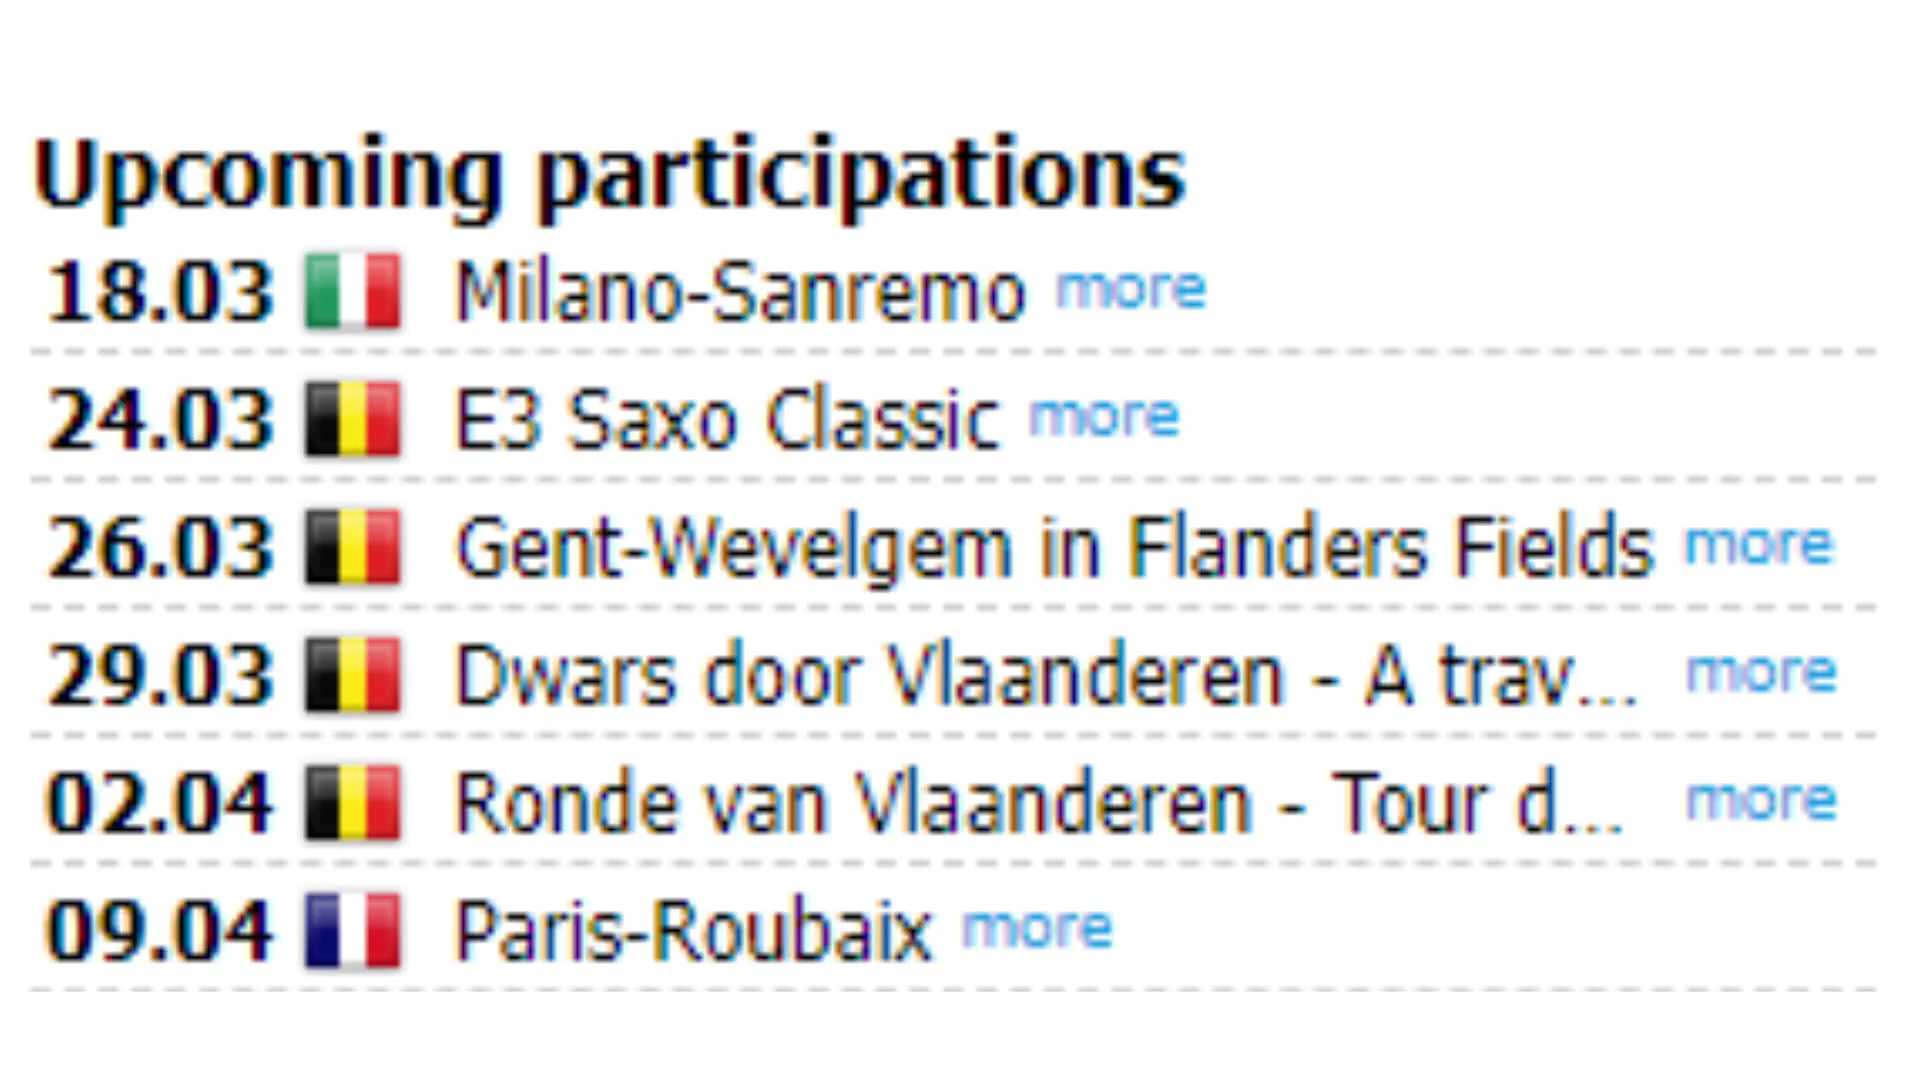 Upcoming participations
18.03 Milano-Sanremo more
24.03 E3 Saxo Classic more
26.03 Gent-Wevelgem in Flanders Fields more
29.03 Dwars door Vlaanderen - A trav... more
02.04 Ronde van Vlaanderen - Tour d... more
09.04 Paris-Roubaix more